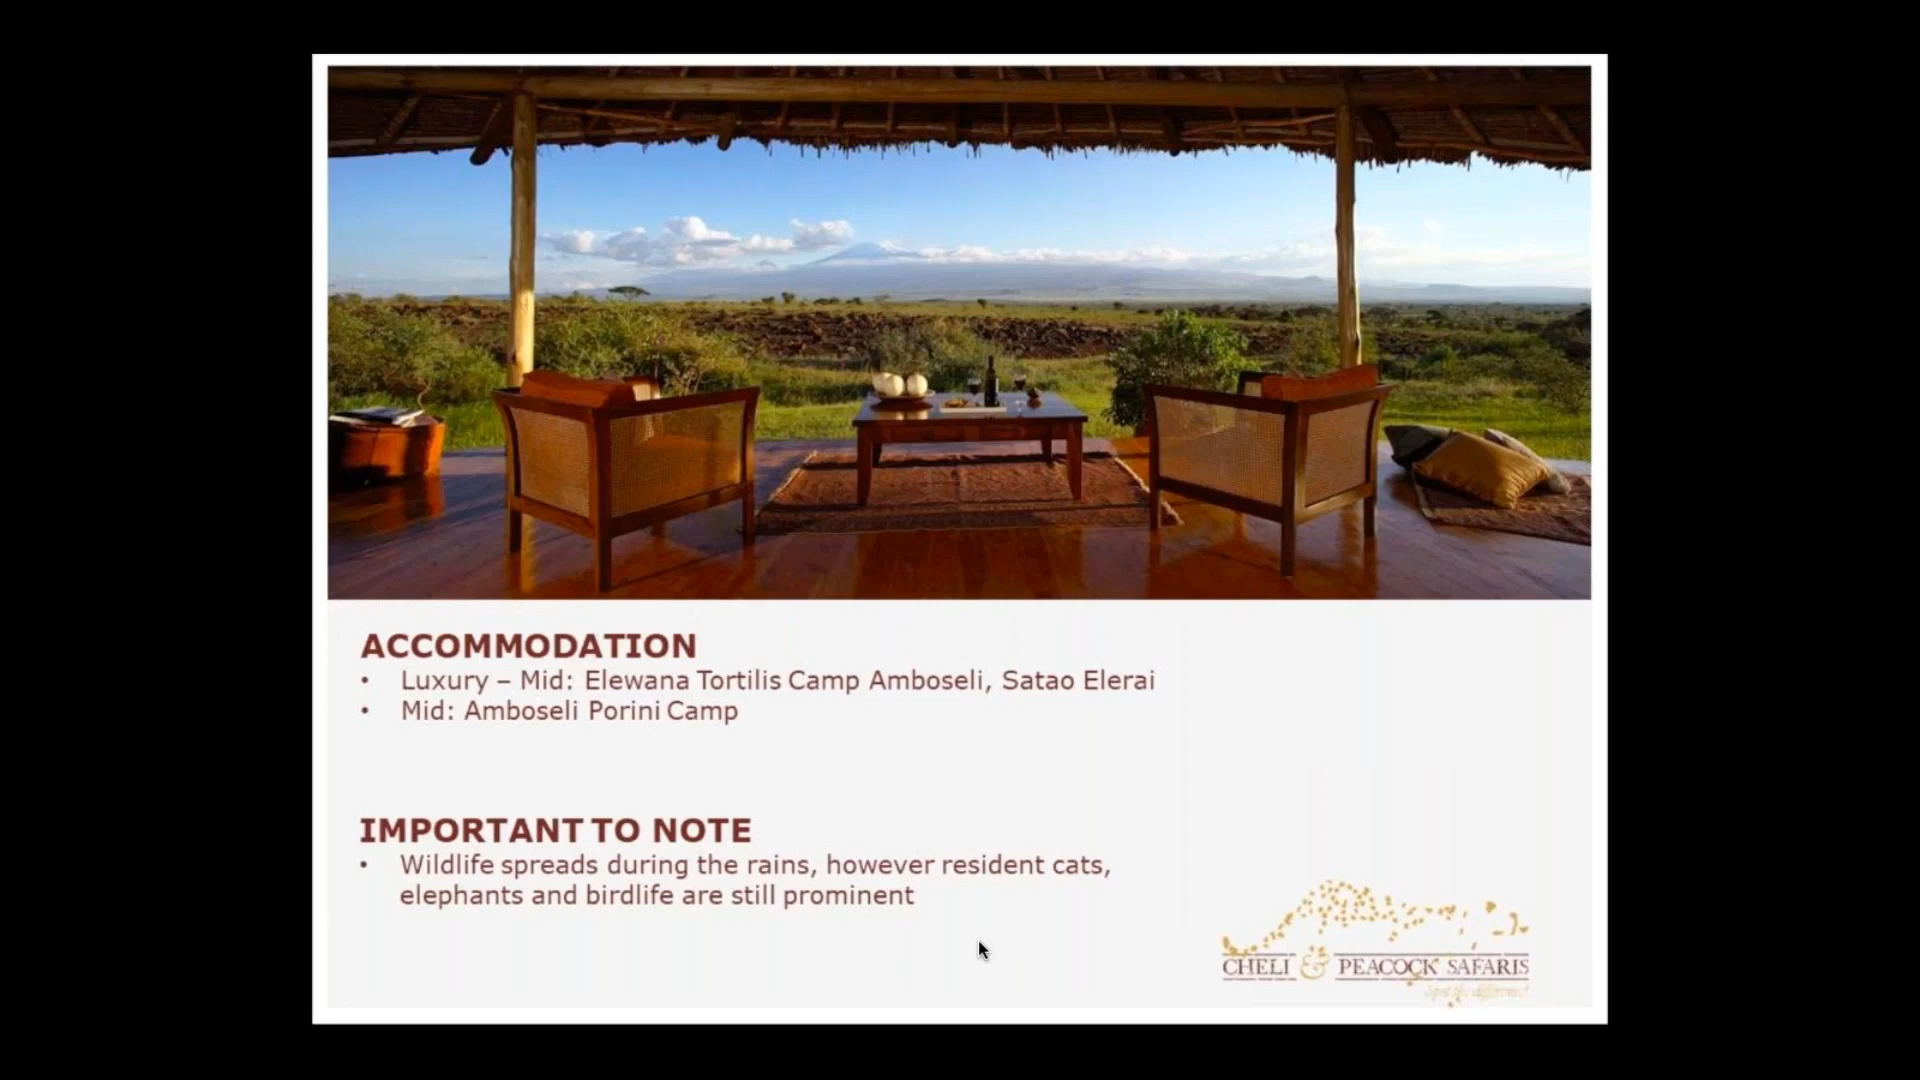 ACCOMMODATION
• Luxury – Mid: Elewana Tortilis Camp Amboseli, Satao Elerai
• Mid: Amboseli Porini Camp
IMPORTANT TO NOTE
• Wildlife spreads during the rains, however resident cats,
elephants and birdlife are still prominent
CHELI & PEACOCK SAFARIS